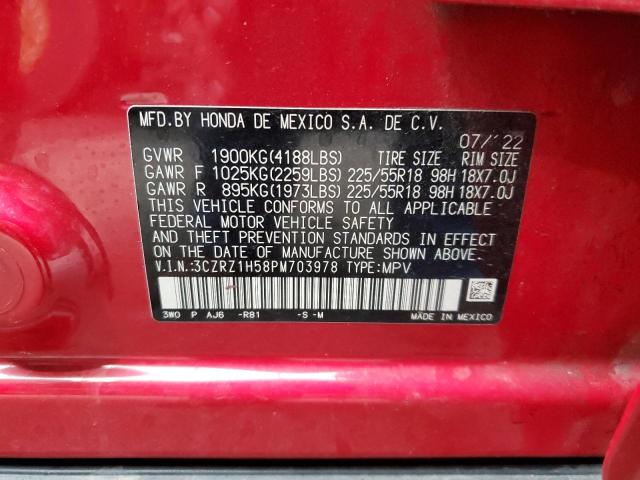 MFD.BY HONDA DE MEXICO S.A. DE C.V.
07/'22
GVWR 1900KG(4188LBS) TIRE SIZE RIM SIZE
GAWR F 1025KG(2259LBS) 225/55R18 98H 18X7.0J
GAWR R 895KG(1973LBS) 225/55R18 98H 18X7.0J
THIS VEHICLE CONFORMS TO ALL APPLICABLE
FEDERAL MOTOR VEHICLE SAFETY
AND THEFT PREVENTION STANDARDS IN EFFECT
ON THE DATE OF MANUFACTURE SHOWN ABOVE.
V.I.N.:3CZRZ1H58PM703978 TYPE:MPV
3W0 P AJ6 -R81 -S -M MADE IN MEXICO